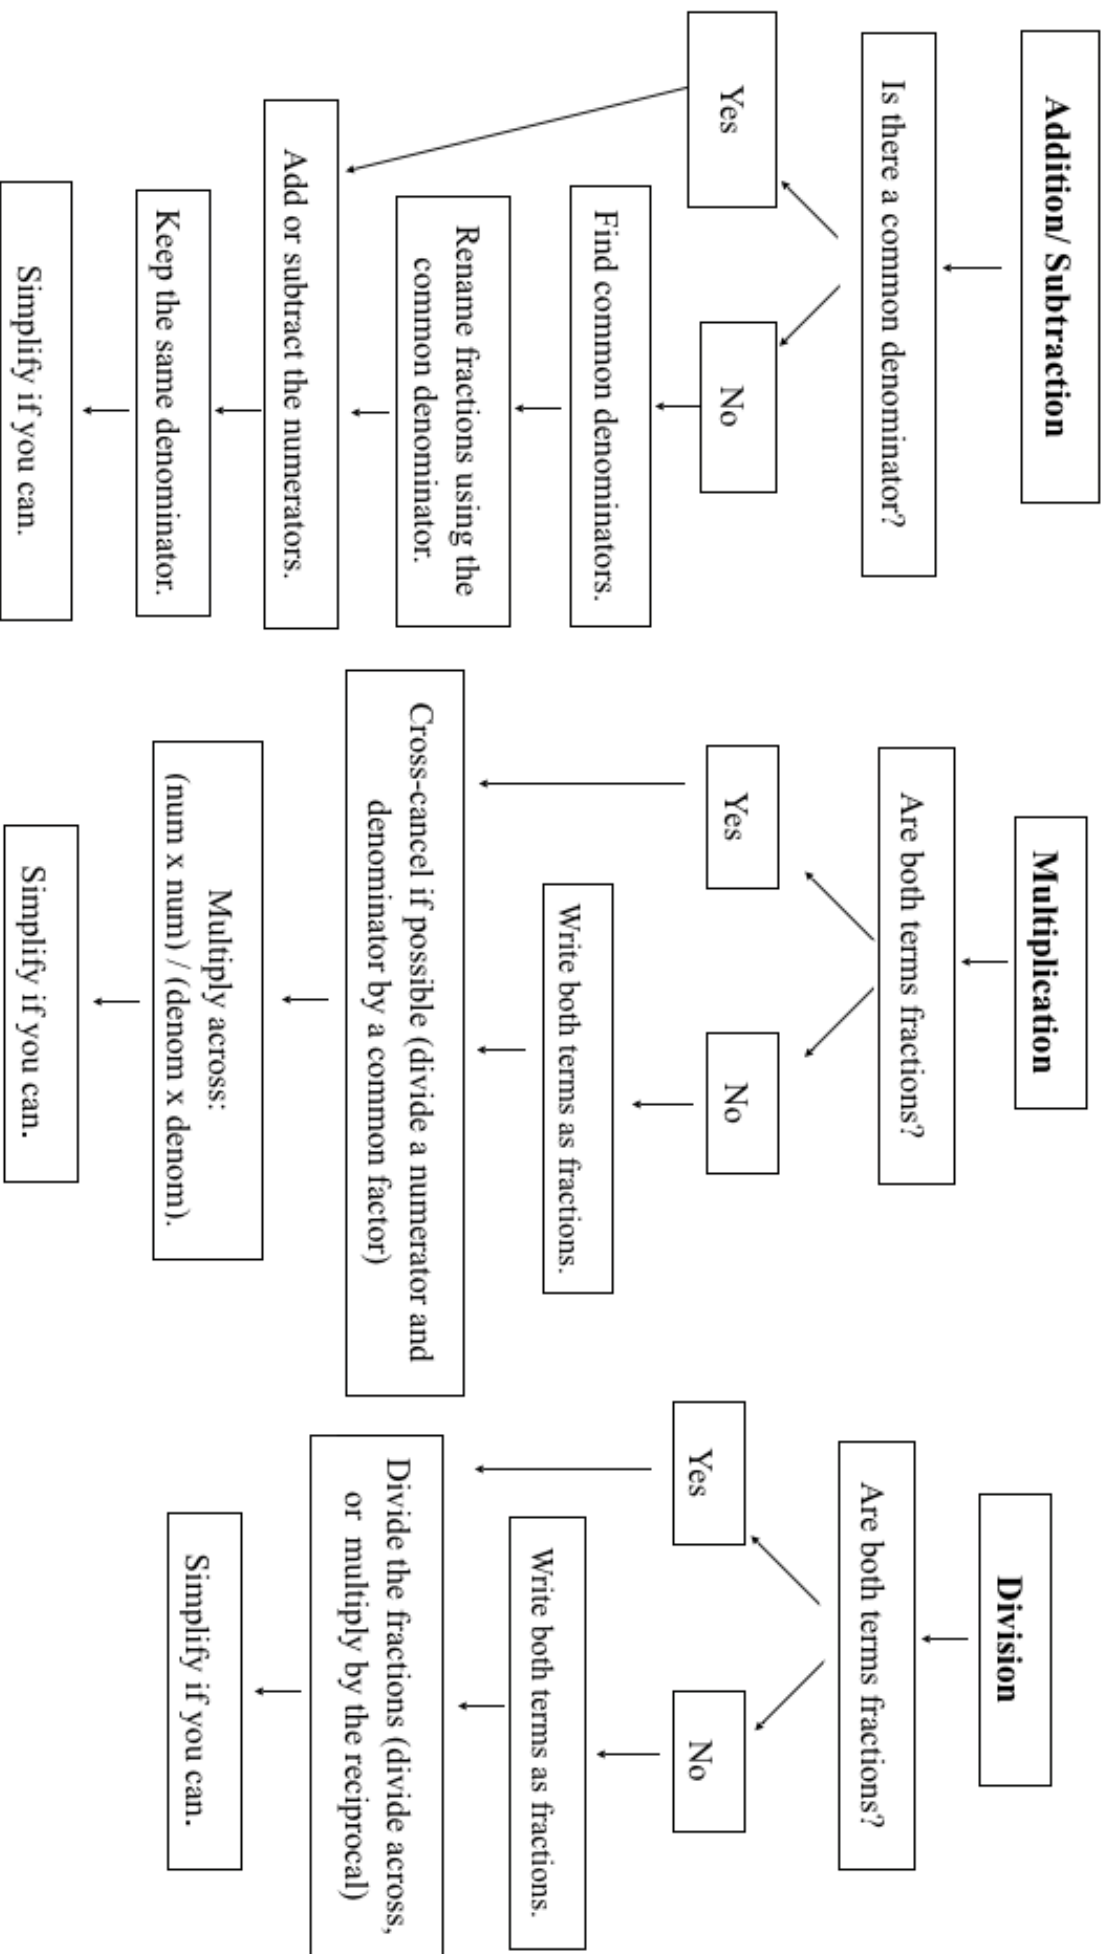 Addition/ Subtraction
Is there a common denominator?
Yes
No
Find common denominators.
Rename fractions using the
common denominator.
Add or subtract the numerators.
Keep the same denominator.
Simplify if you can.
Multiplication
Are both terms fractions?
Yes
No
Write both terms as fractions.
Cross-cancel if possible (divide a numerator and
denominator by a common factor)
Multiply across:
(num x num) / (denom x denom).
Simplify if you can.
Division
Are both terms fractions?
Yes
No
Write both terms as fractions.
Divide the fractions (divide across,
or multiply by the reciprocal)
Simplify if you can.